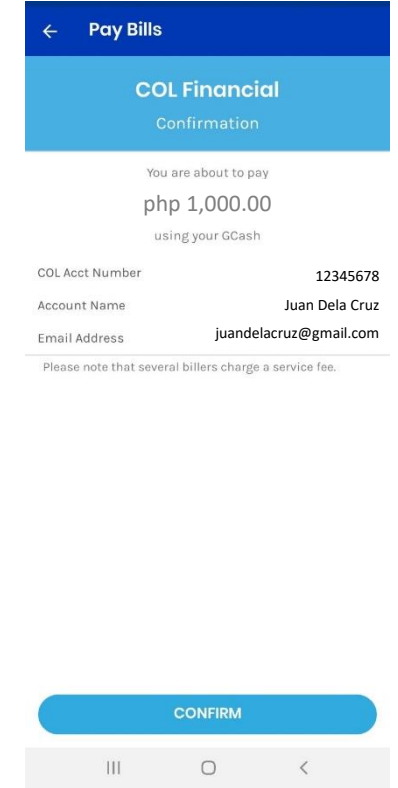 Pay Bills
COL Financial
Confirmation
You are about to pay
php 1,000.00
using your GCash
COL Acct Number 12345678
Account Name Juan Dela Cruz
Email Address juandelacruz@gmail.com
Please note that several billers charge a service fee.
CONFIRM